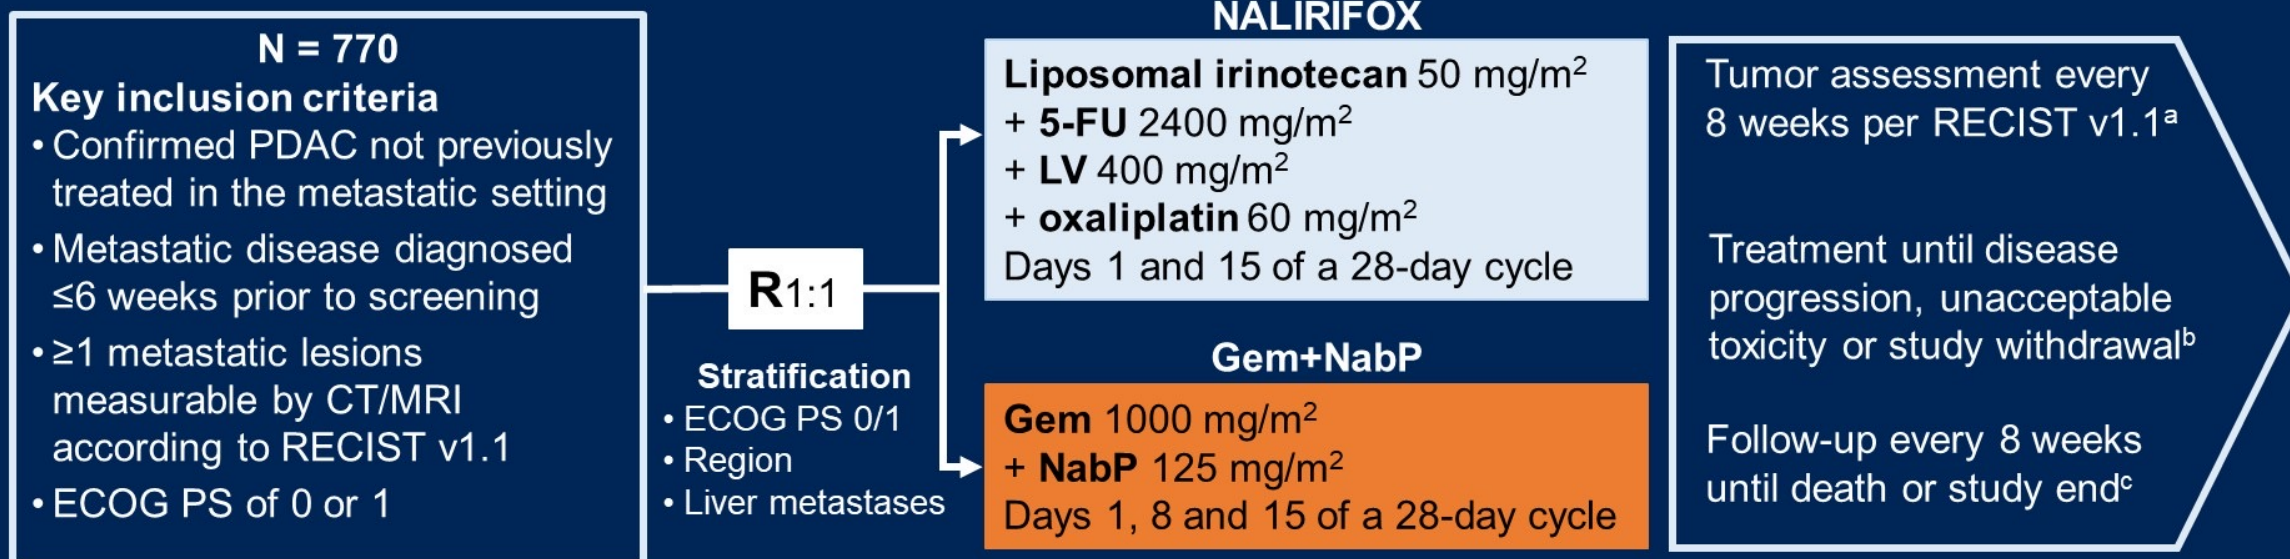 N = 770
Key inclusion criteria
• Confirmed PDAC not previously
treated in the metastatic setting
• Metastatic disease diagnosed
≤6 weeks prior to screening
• ≥1 metastatic lesions
measurable by CT/MRI
according to RECIST v1.1
• ECOG PS of 0 or 1
R1:1
Stratification
• ECOG PS 0/1
• Region
• Liver metastases
NALIRIFOX
Liposomal irinotecan 50 mg/m²
+ 5-FU 2400 mg/m²
+ LV 400 mg/m²
+ oxaliplatin 60 mg/m²
Days 1 and 15 of a 28-day cycle
Gem+NabP
Gem 1000 mg/m²
+ NabP 125 mg/m²
Days 1, 8 and 15 of a 28-day cycle
Tumor assessment every
8 weeks per RECIST v1.1ᵃ
Treatment until disease
progression, unacceptable
toxicity or study withdrawalᵇ
Follow-up every 8 weeks
until death or study endᶜ